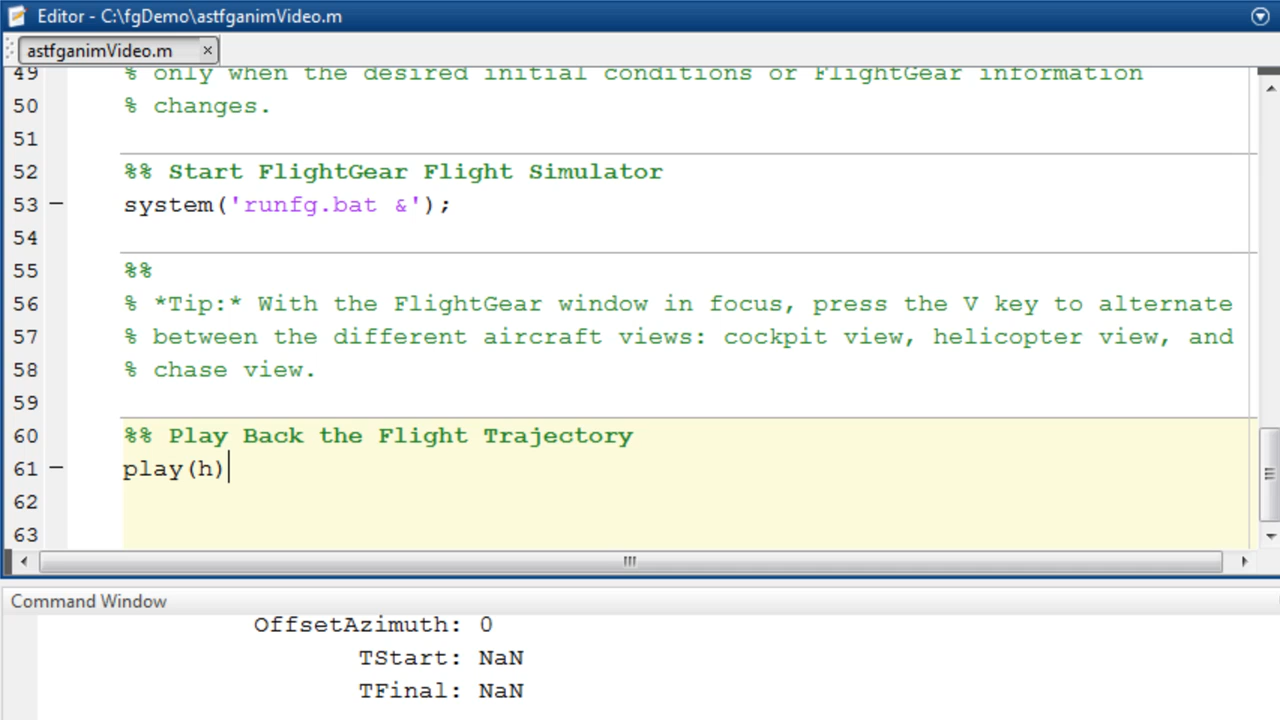 Editor - C:\fgDemo\astfganimVideo.m
astfganimVideo.m ×
49 % only when the desired initial conditions or FlightGear information
50 % changes.
51
52 %% Start FlightGear Flight Simulator
53 – system('runfg.bat &');
54
55 %%
56 % *Tip:* With the FlightGear window in focus, press the V key to alternate
57 % between the different aircraft views: cockpit view, helicopter view, and
58 % chase view.
59
60 %% Play Back the Flight Trajectory
61 – play(h)
62
63
Command Window
OffsetAzimuth: 0
TStart: NaN
TFinal: NaN